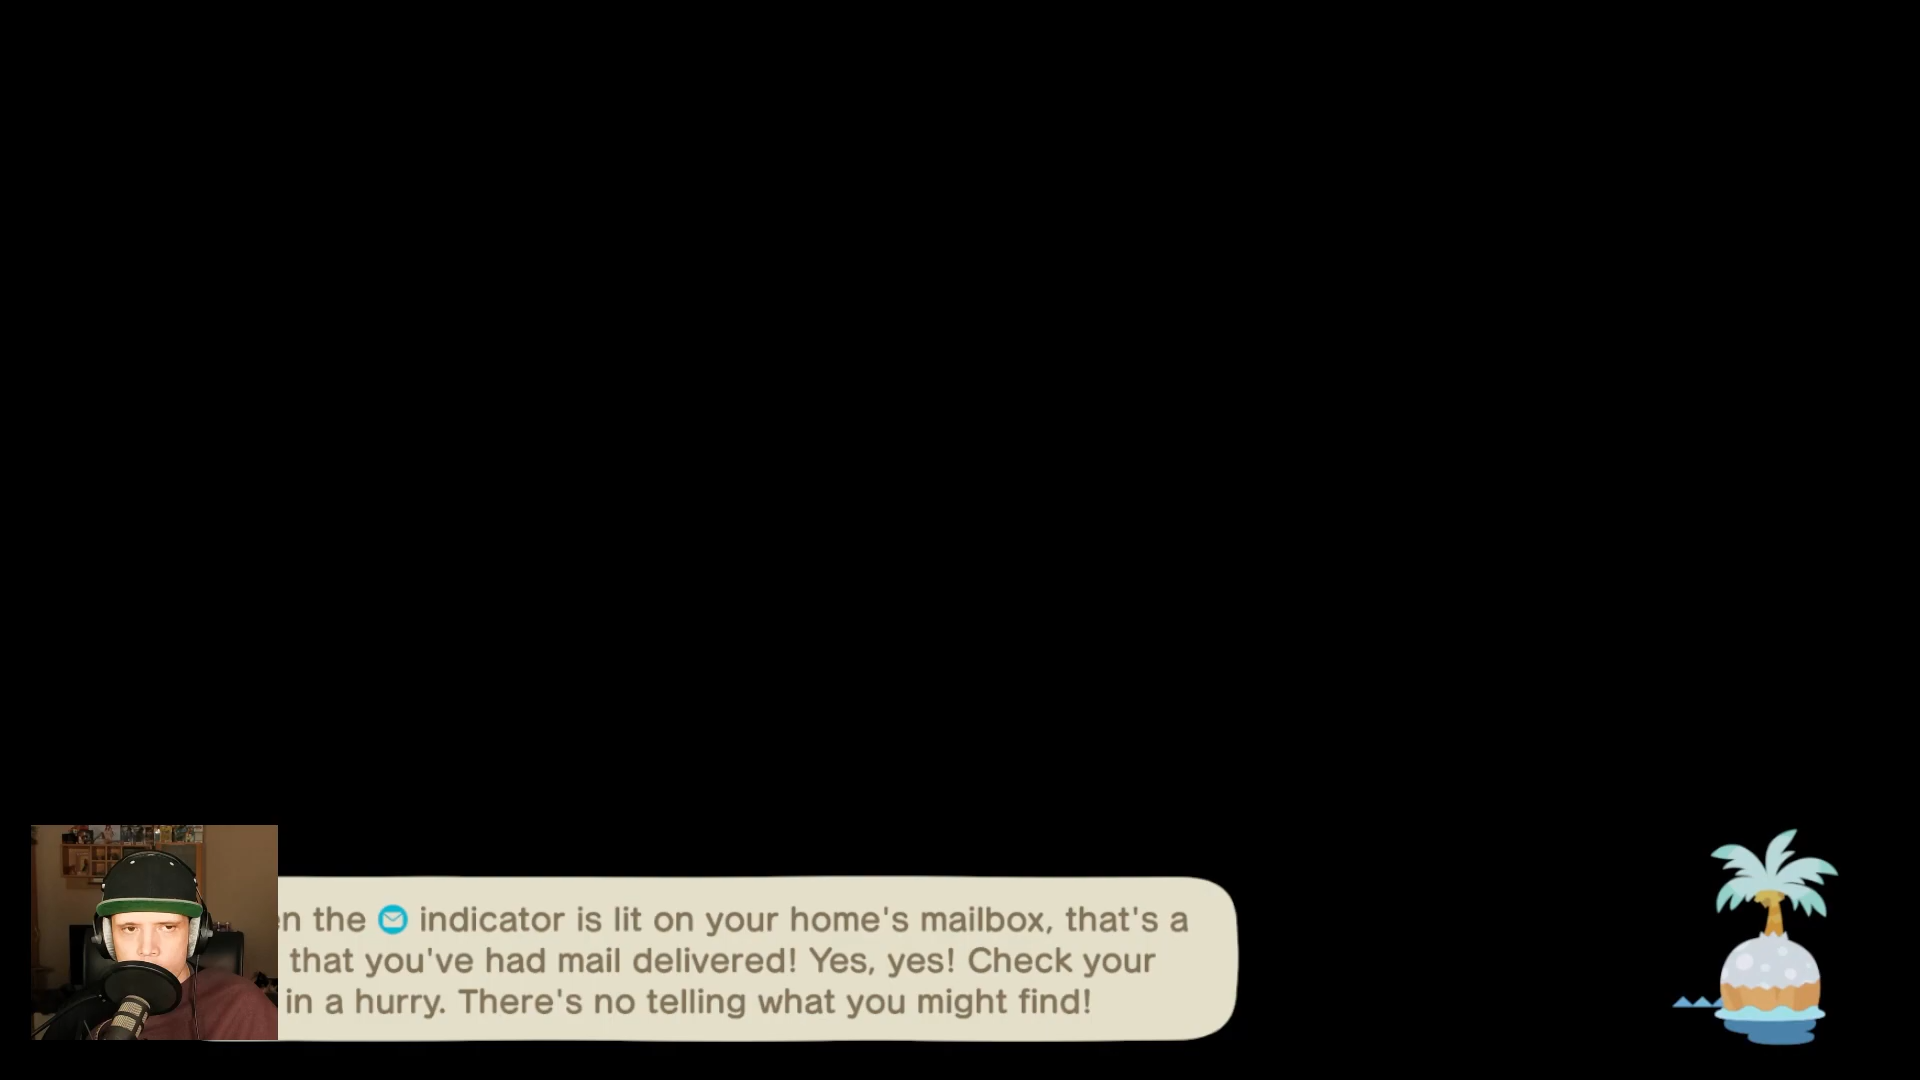 the indicator is lit on your home's mailbox, that's a
that you've had mail delivered! Yes, yes! Check your
in a hurry. There's no telling what you might find!